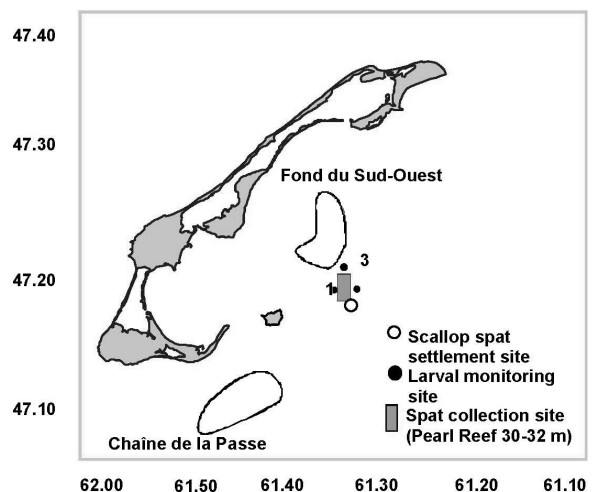 47.40
47.30
Fond du Sud-Ouest
3
47.20
1
Scallop spat
settlement site
Larval monitoring
site
Spat collection site
(Pearl Reef 30-32 m)
47.10
Chaîne de la Passe
62.00 61.50 61.40 61.30 61.20 61.10